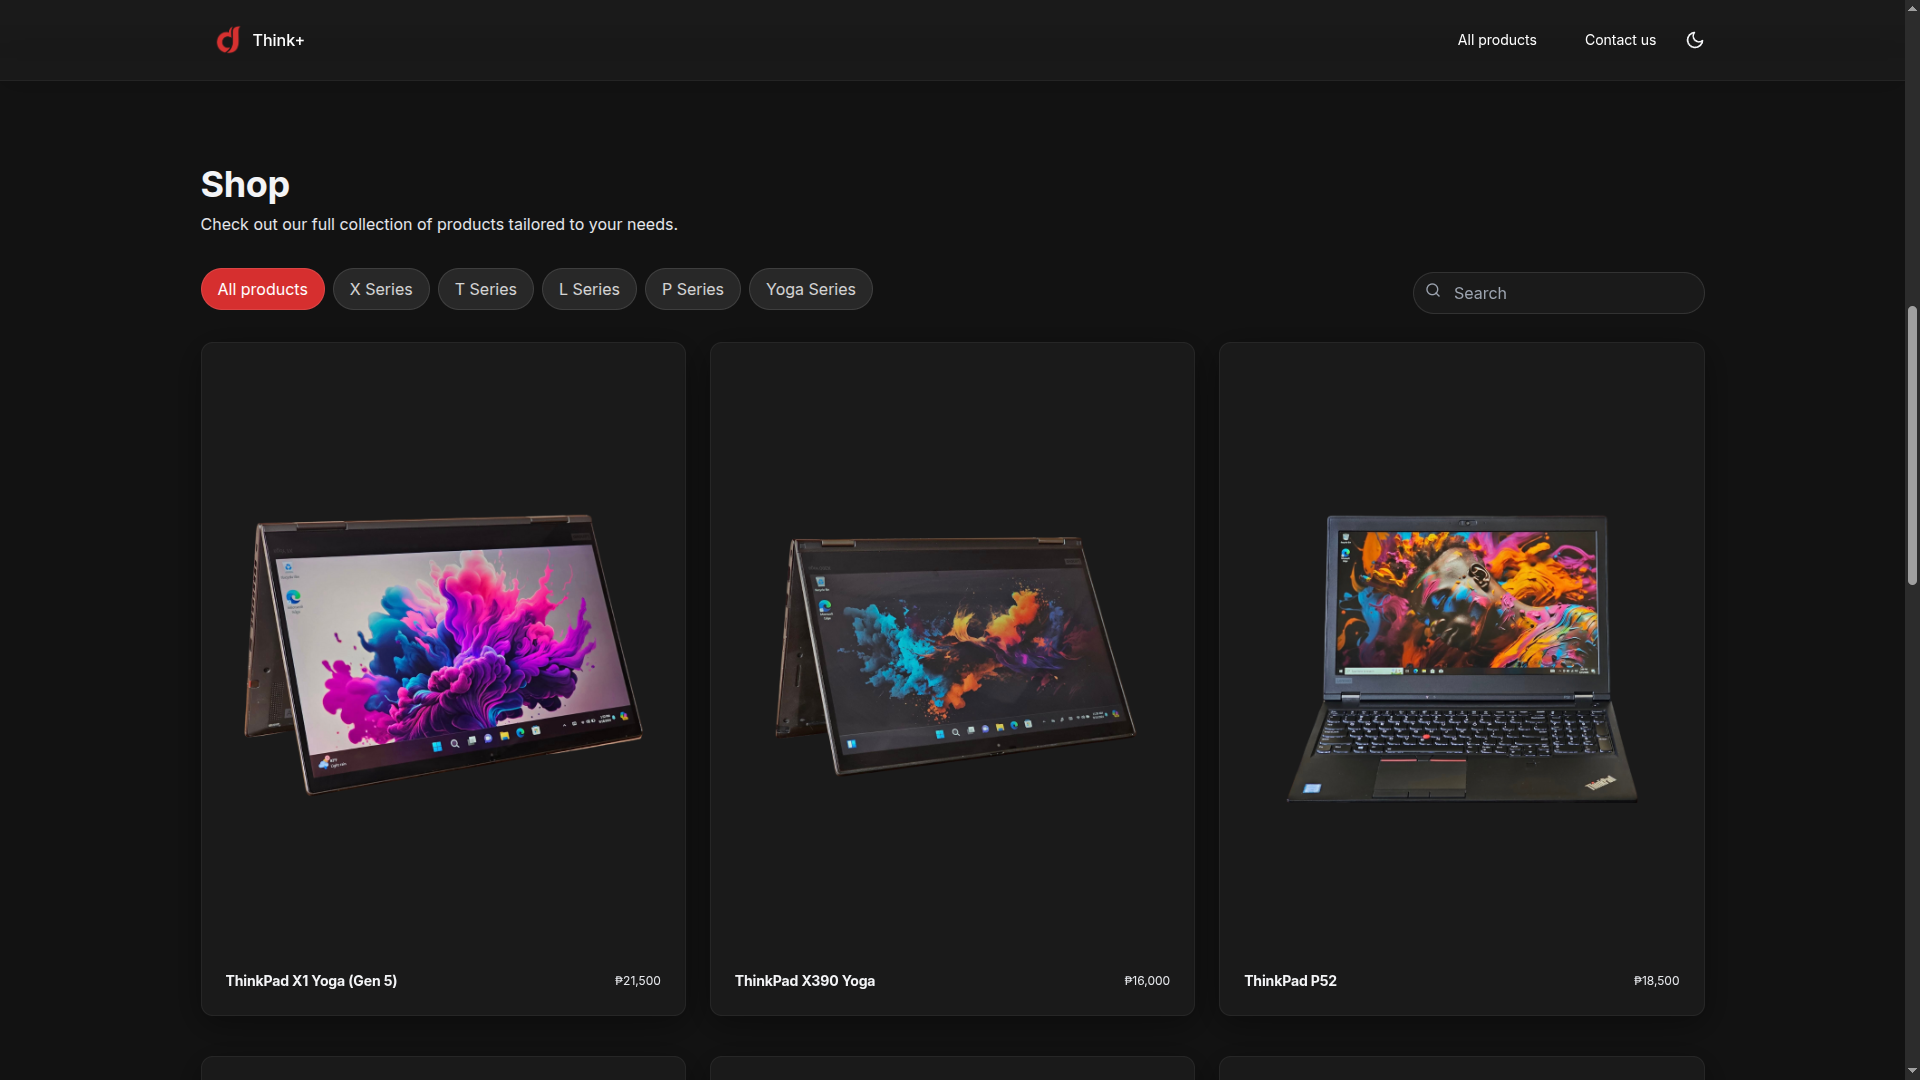 Think+
All products
Contact us
Shop
Check out our full collection of products tailored to your needs.
All products
X Series
T Series
L Series
P Series
Yoga Series
Search
ThinkPad
ThinkPad X1 Yoga (Gen 5)
₱21,500
ThinkPad X390 Yoga
₱16,000
ThinkPad P52
₱18,500